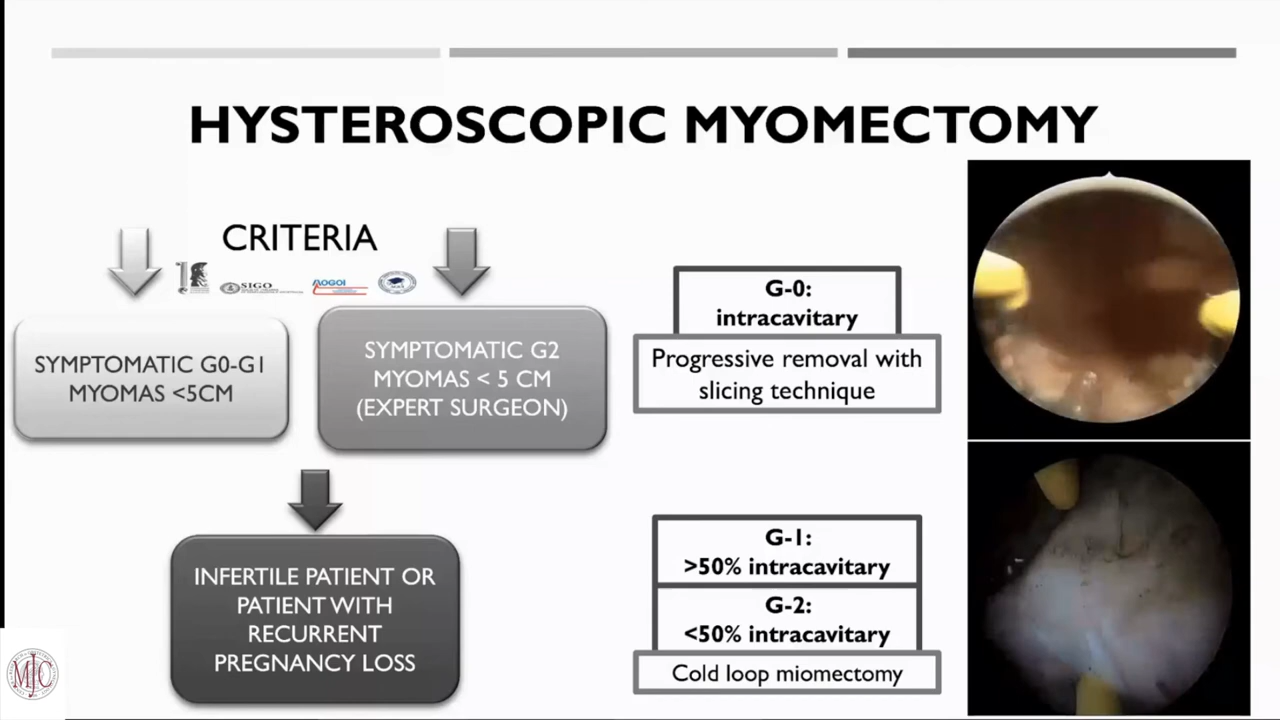 HYSTEROSCOPIC MYOMECTOMY
CRITERIA
SIGO
AOGOI
SYMPTOMATIC G0-G1
MYOMAS <5CM
SYMPTOMATIC G2
MYOMAS < 5 CM
(EXPERT SURGEON)
INFERTILE PATIENT OR
PATIENT WITH
RECURRENT
PREGNANCY LOSS
G-0:
intracavitary
Progressive removal with
slicing technique
G-1:
>50% intracavitary
G-2:
<50% intracavitary
Cold loop miomectomy
MJC